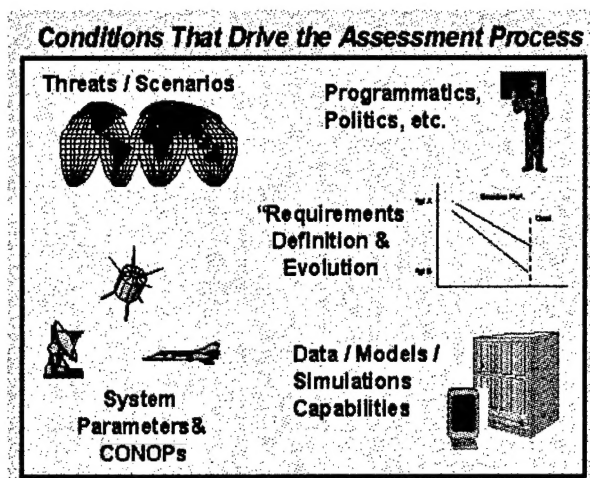 Conditions That Drive the Assessment Process
Threats / Scenarios
Programmatics,
Politics, etc.
"Requirements
Definition &
Evolution
System
Parameters&
CONOPs
Data / Models /
Simulations
Capabilities